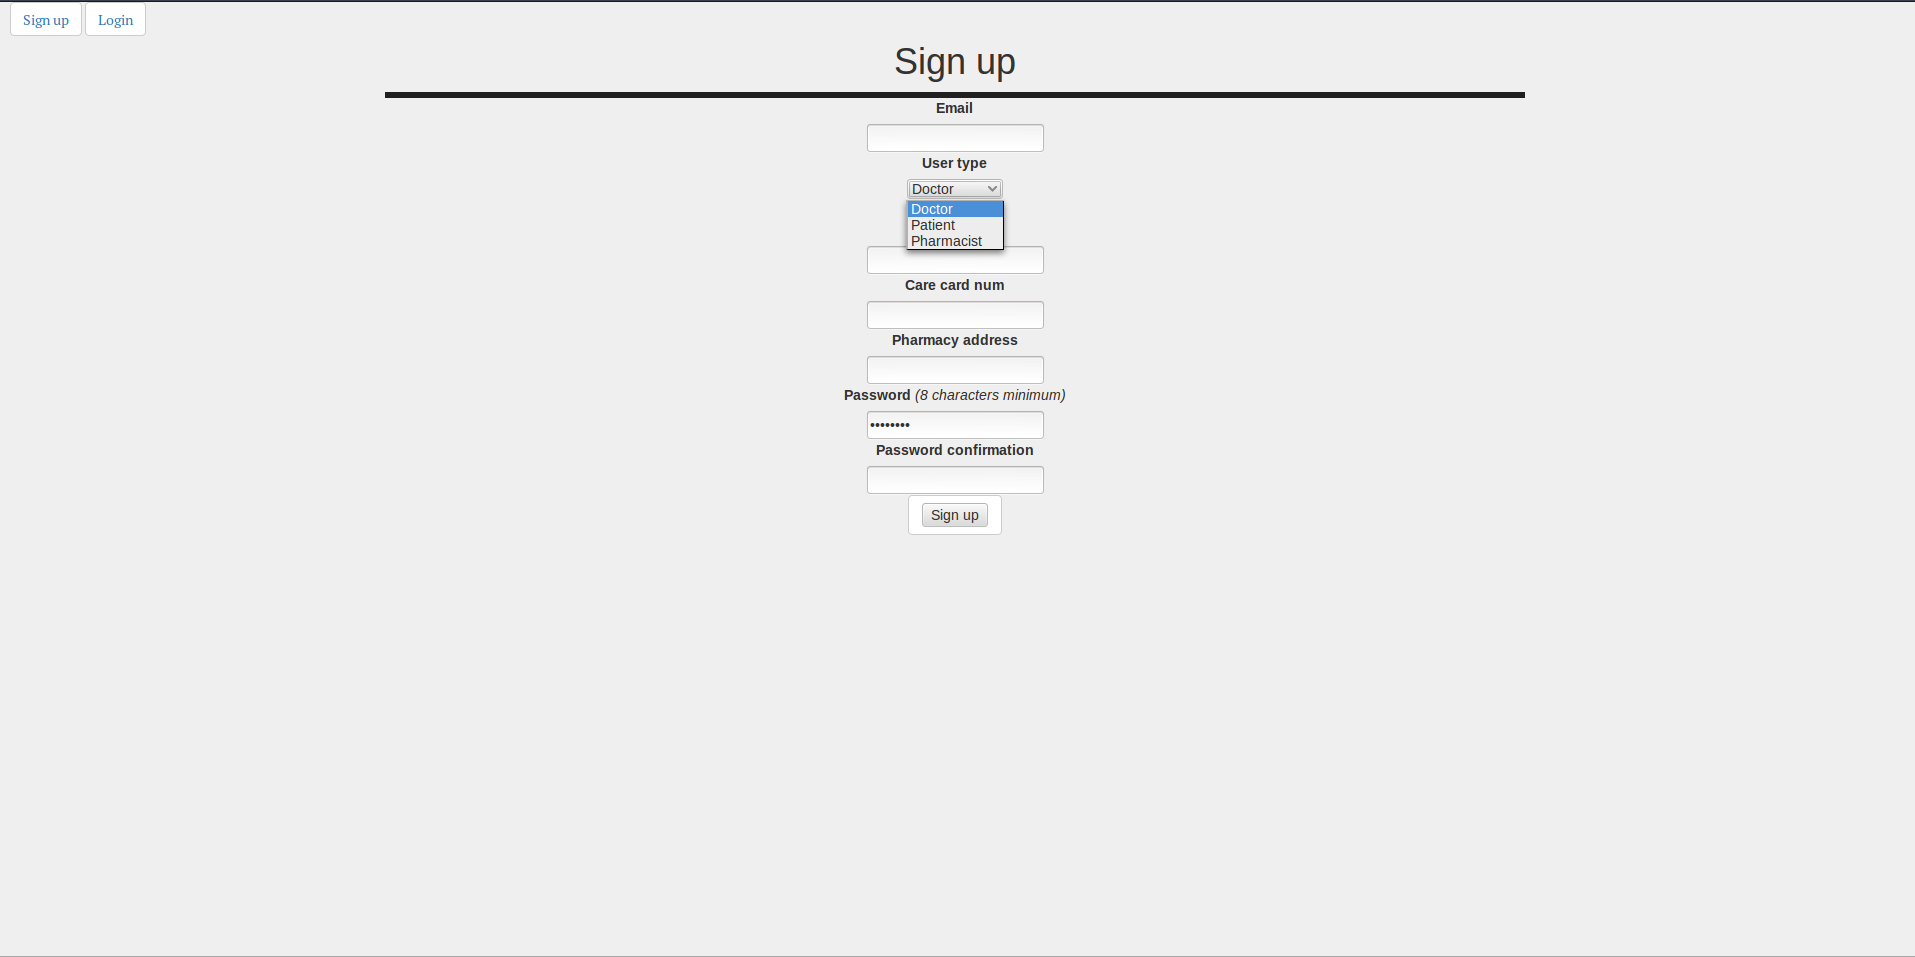 Sign up Login
Sign up
Email
User type
Doctor
Doctor
Patient
Pharmacist
Care card num
Pharmacy address
Password (8 characters minimum)
••••••••
Password confirmation
Sign up